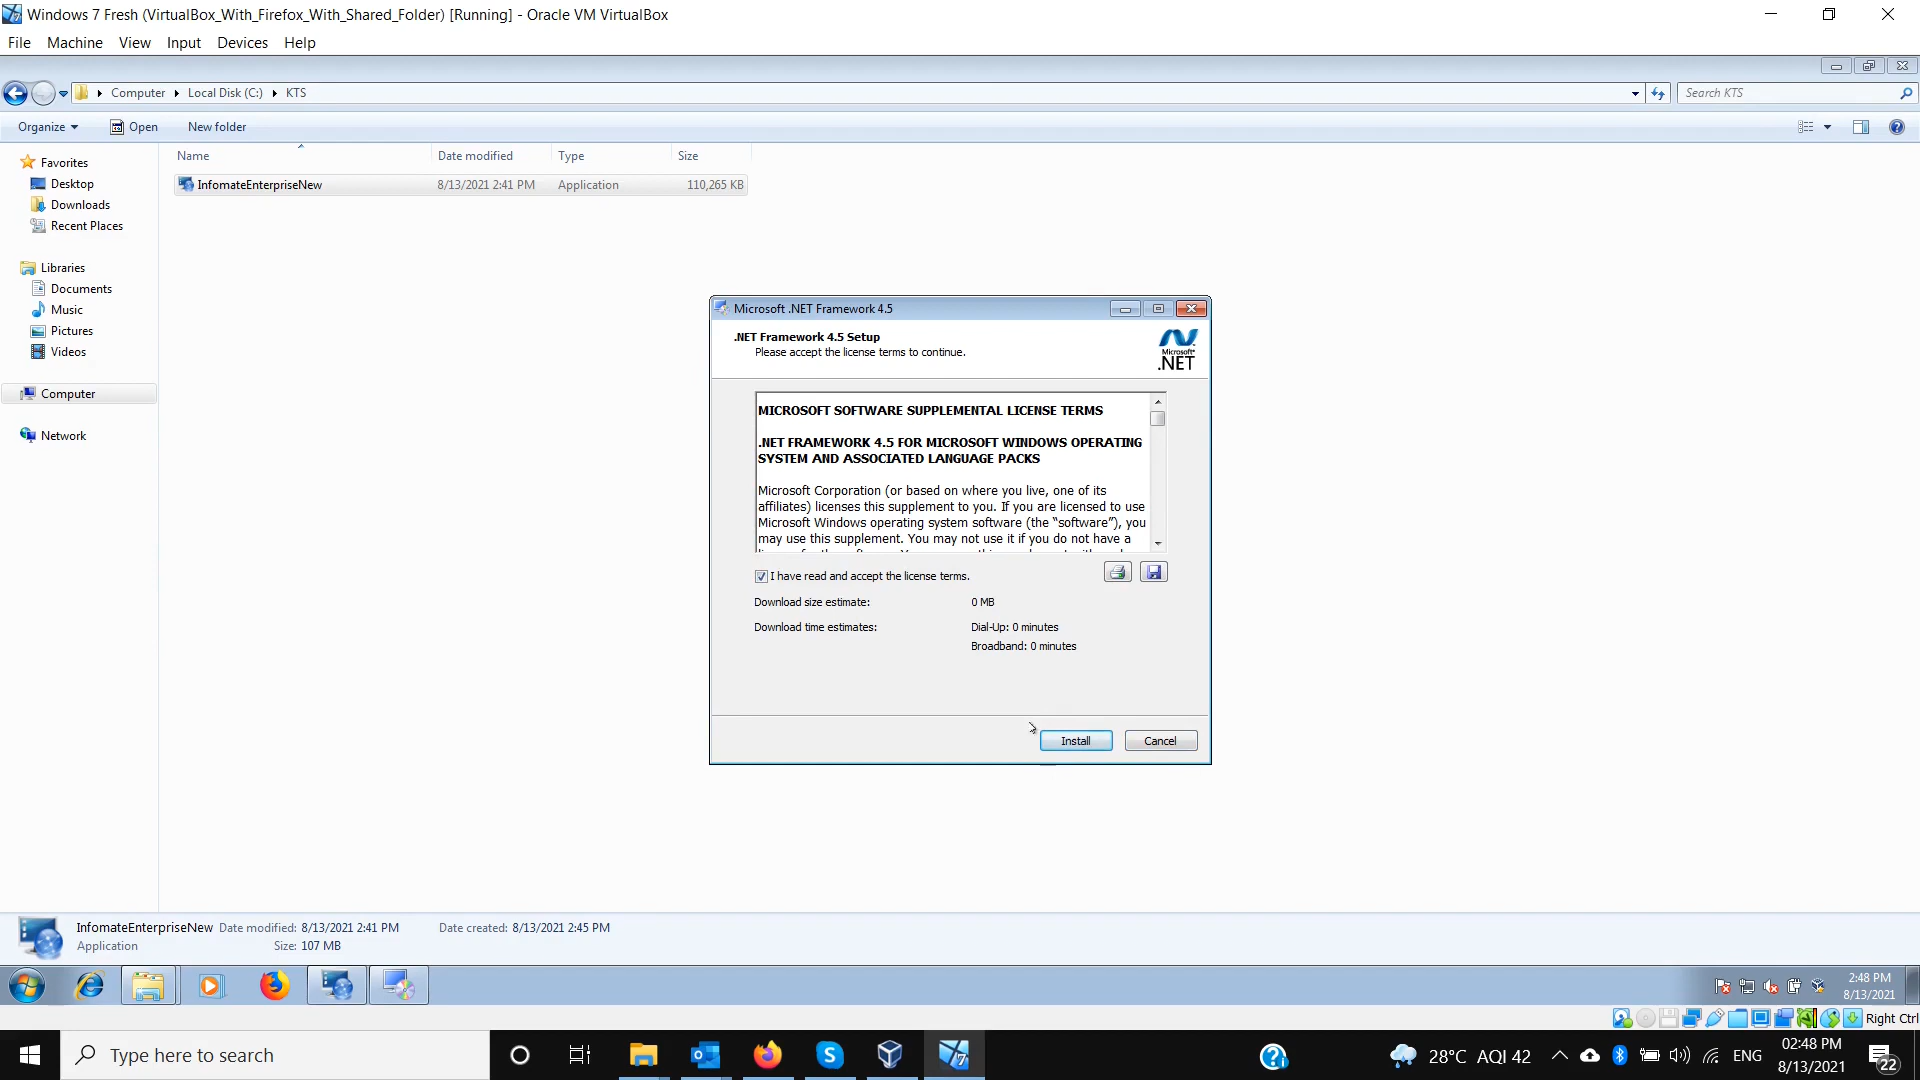 Windows 7 Fresh (VirtualBox_With_Firefox_With_Shared_Folder) [Running] - Oracle VM VirtualBox
File Machine View Input Devices Help
Computer Local Disk (C:) KTS
Search KTS
Organize Open New folder
Name Date modified Type Size
InfomateEnterpriseNew 8/13/2021 2:41 PM Application 110,265 KB
Favorites
Desktop
Downloads
Recent Places
Libraries
Documents
Music
Pictures
Videos
Computer
Network
Microsoft .NET Framework 4.5
.NET Framework 4.5 Setup
Please accept the license terms to continue.
Microsoft
.NET
MICROSOFT SOFTWARE SUPPLEMENTAL LICENSE TERMS
.NET FRAMEWORK 4.5 FOR MICROSOFT WINDOWS OPERATING
SYSTEM AND ASSOCIATED LANGUAGE PACKS
Microsoft Corporation (or based on where you live, one of its
affiliates) licenses this supplement to you. If you are licensed to use
Microsoft Windows operating system software (the “software”), you
may use this supplement. You may not use it if you do not have a
I have read and accept the license terms.
Download size estimate: 0 MB
Download time estimates: Dial-Up: 0 minutes
Broadband: 0 minutes
Install Cancel
InfomateEnterpriseNew Date modified: 8/13/2021 2:41 PM Date created: 8/13/2021 2:45 PM
Application Size: 107 MB
2:48 PM
8/13/2021
Right Ctrl
Type here to search
28°C AQI 42
ENG
02:48 PM
8/13/2021
22